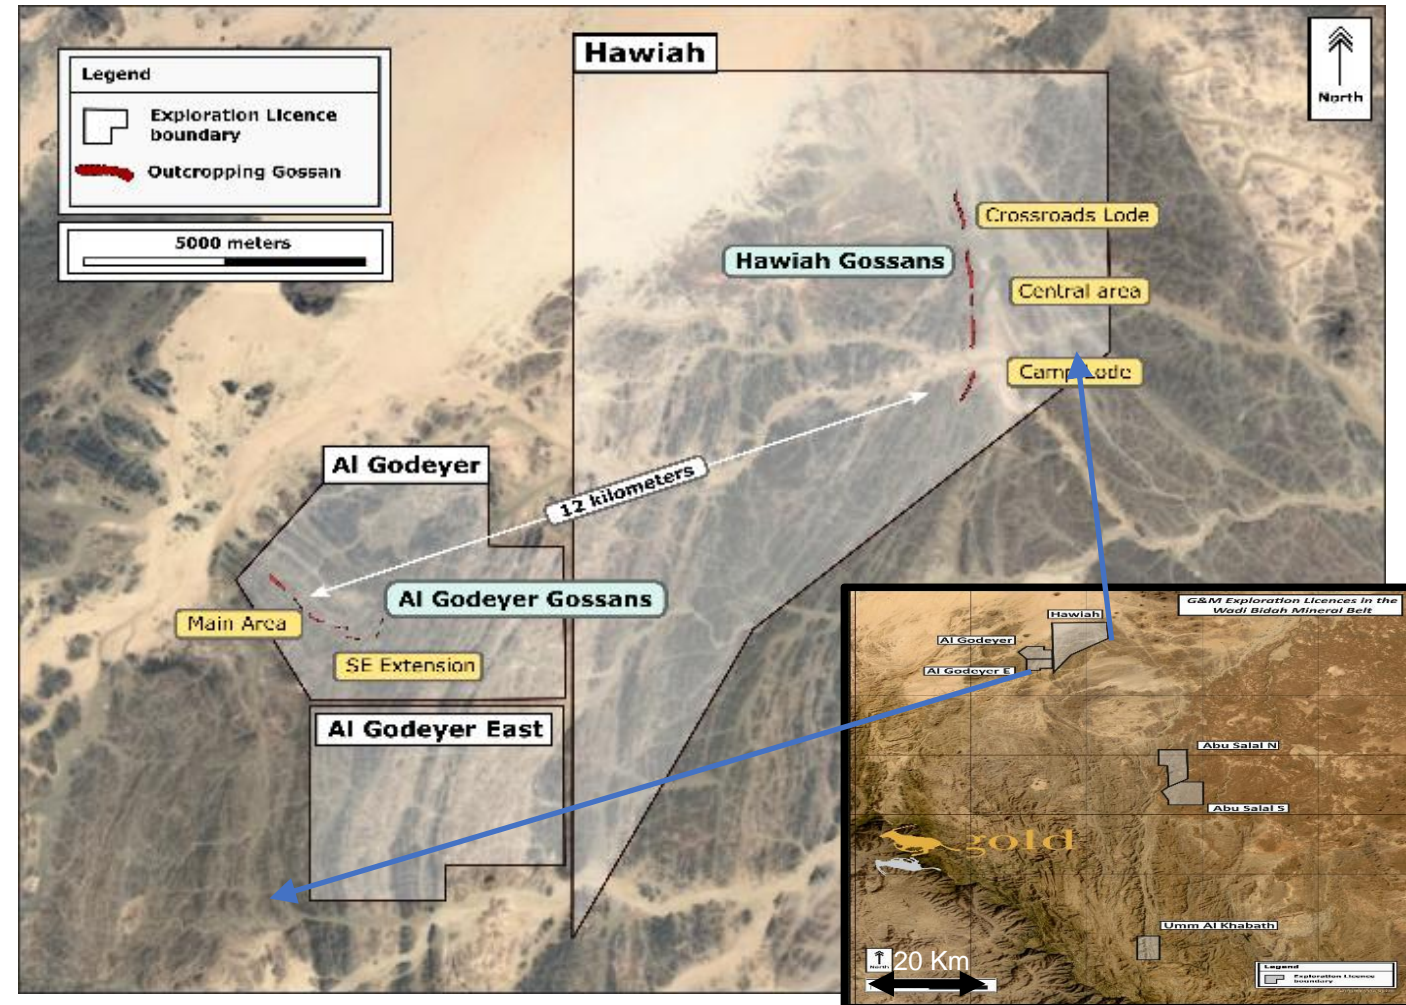 Hawiah
Legend
Exploration Licence
boundary
Outcropping Gossan
5000 meters
North
Crossroads Lode
Hawiah Gossans
Central area
Camp Lode
Al Godeyer
12 kilometers
Al Godeyer Gossans
Main Area
SE Extension
Al Godeyer East
G&M Exploration Licences in the
Wadi Bidah Mineral Belt
Hawiah
Al Godeyer
Al Godeyer E
Abu Salal N
Abu Salal S
gold
Umm Al Khabath
North
20 Km
Legend
Exploration Licence
boundary